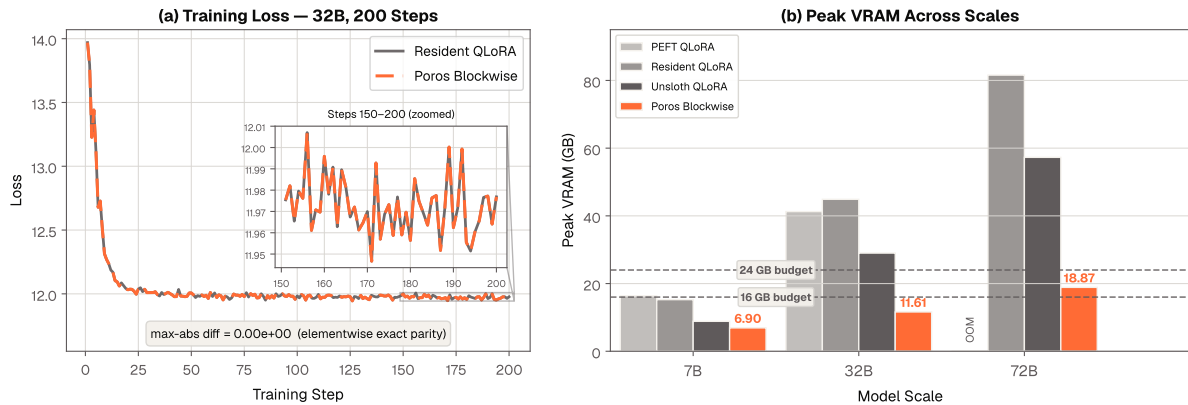 (a) Training Loss — 32B, 200 Steps
14.0
13.5
13.0
12.5
12.0
Loss
Resident QLoRA
Poros Blockwise
Steps 150–200 (zoomed)
12.01
12.00
11.99
11.98
11.97
11.96
11.95
150 160 170 180 190 200
max-abs diff = 0.00e+00 (elementwise exact parity)
0 25 50 75 100 125 150 175 200
Training Step
(b) Peak VRAM Across Scales
PEFT QLoRA
Resident QLoRA
Unsloth QLoRA
Poros Blockwise
80
60
40
20
0
Peak VRAM (GB)
24 GB budget
16 GB budget
6.90
11.61
18.87
OOM
7B 32B 72B
Model Scale